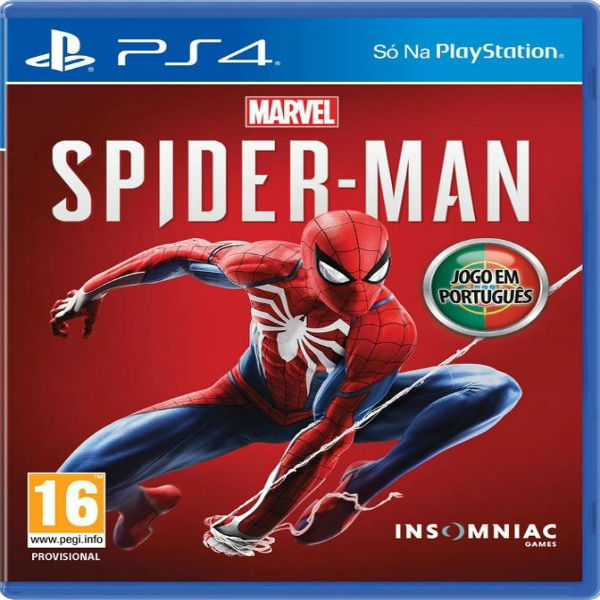 PS4
Só Na PlayStation®
MARVEL
SPIDER-MAN
JOGO EM
PORTUGUÊS
16
www.pegi.info
PROVISIONAL
INSOMNIAC
GAMES